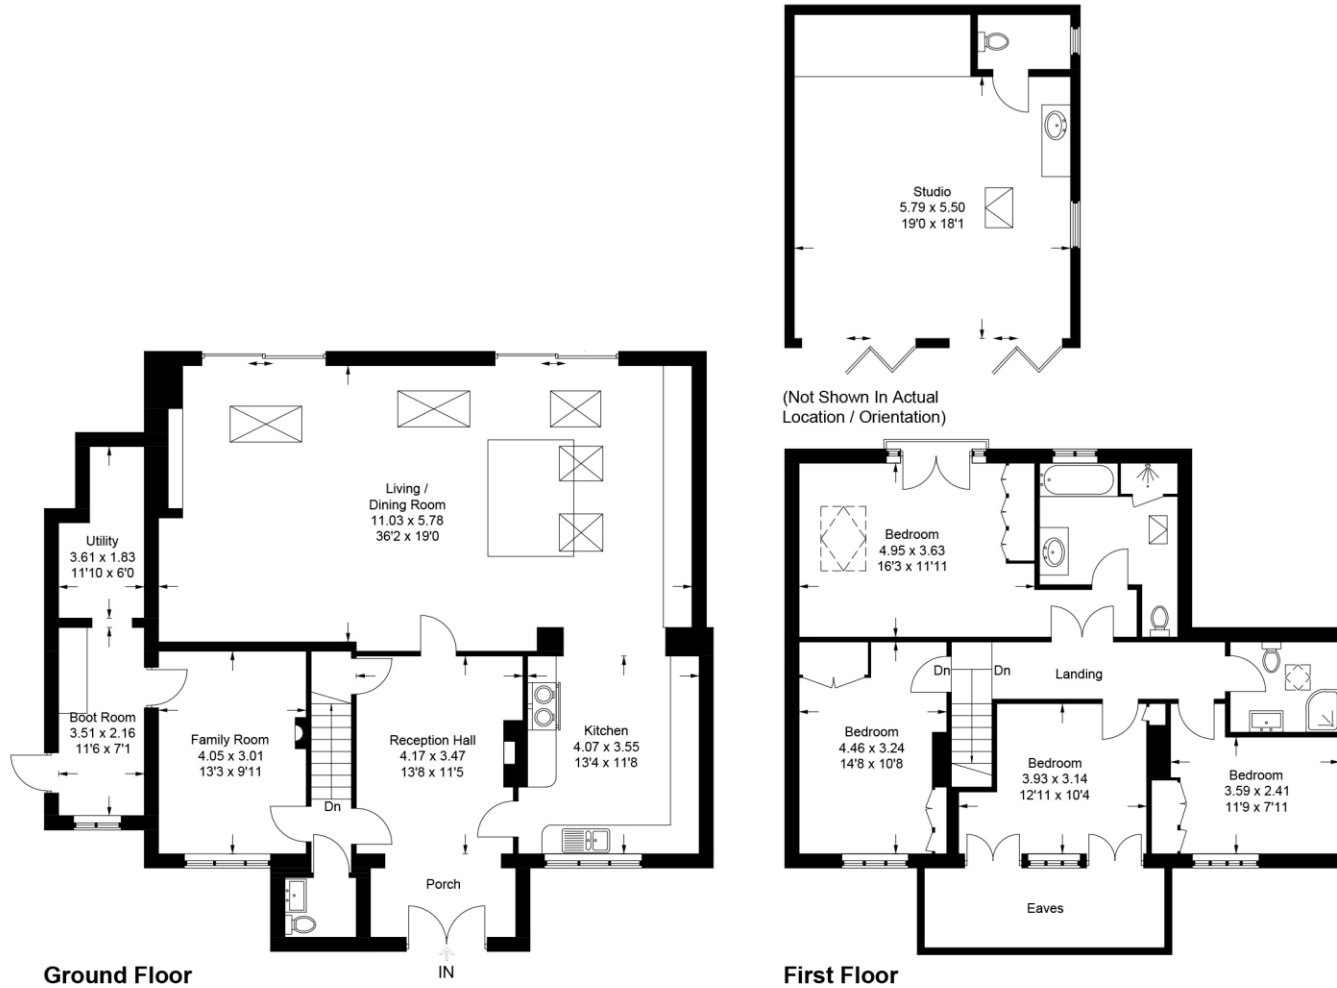 Studio
5.79 x 5.50
19'0 x 18'1
(Not Shown In Actual
Location / Orientation)
Living /
Dining Room
11.03 x 5.78
36'2 x 19'0
Utility
3.61 x 1.83
11'10 x 6'0
Boot Room
3.51 x 2.16
11'6 x 7'1
Family Room
4.05 x 3.01
13'3 x 9'11
Dn
Reception Hall
4.17 x 3.47
13'8 x 11'5
Kitchen
4.07 x 3.55
13'4 x 11'8
Porch
IN
Ground Floor
Bedroom
4.95 x 3.63
16'3 x 11'11
Dn
Dn
Landing
Bedroom
4.46 x 3.24
14'8 x 10'8
Bedroom
3.93 x 3.14
12'11 x 10'4
Bedroom
3.59 x 2.41
11'9 x 7'11
Eaves
First Floor